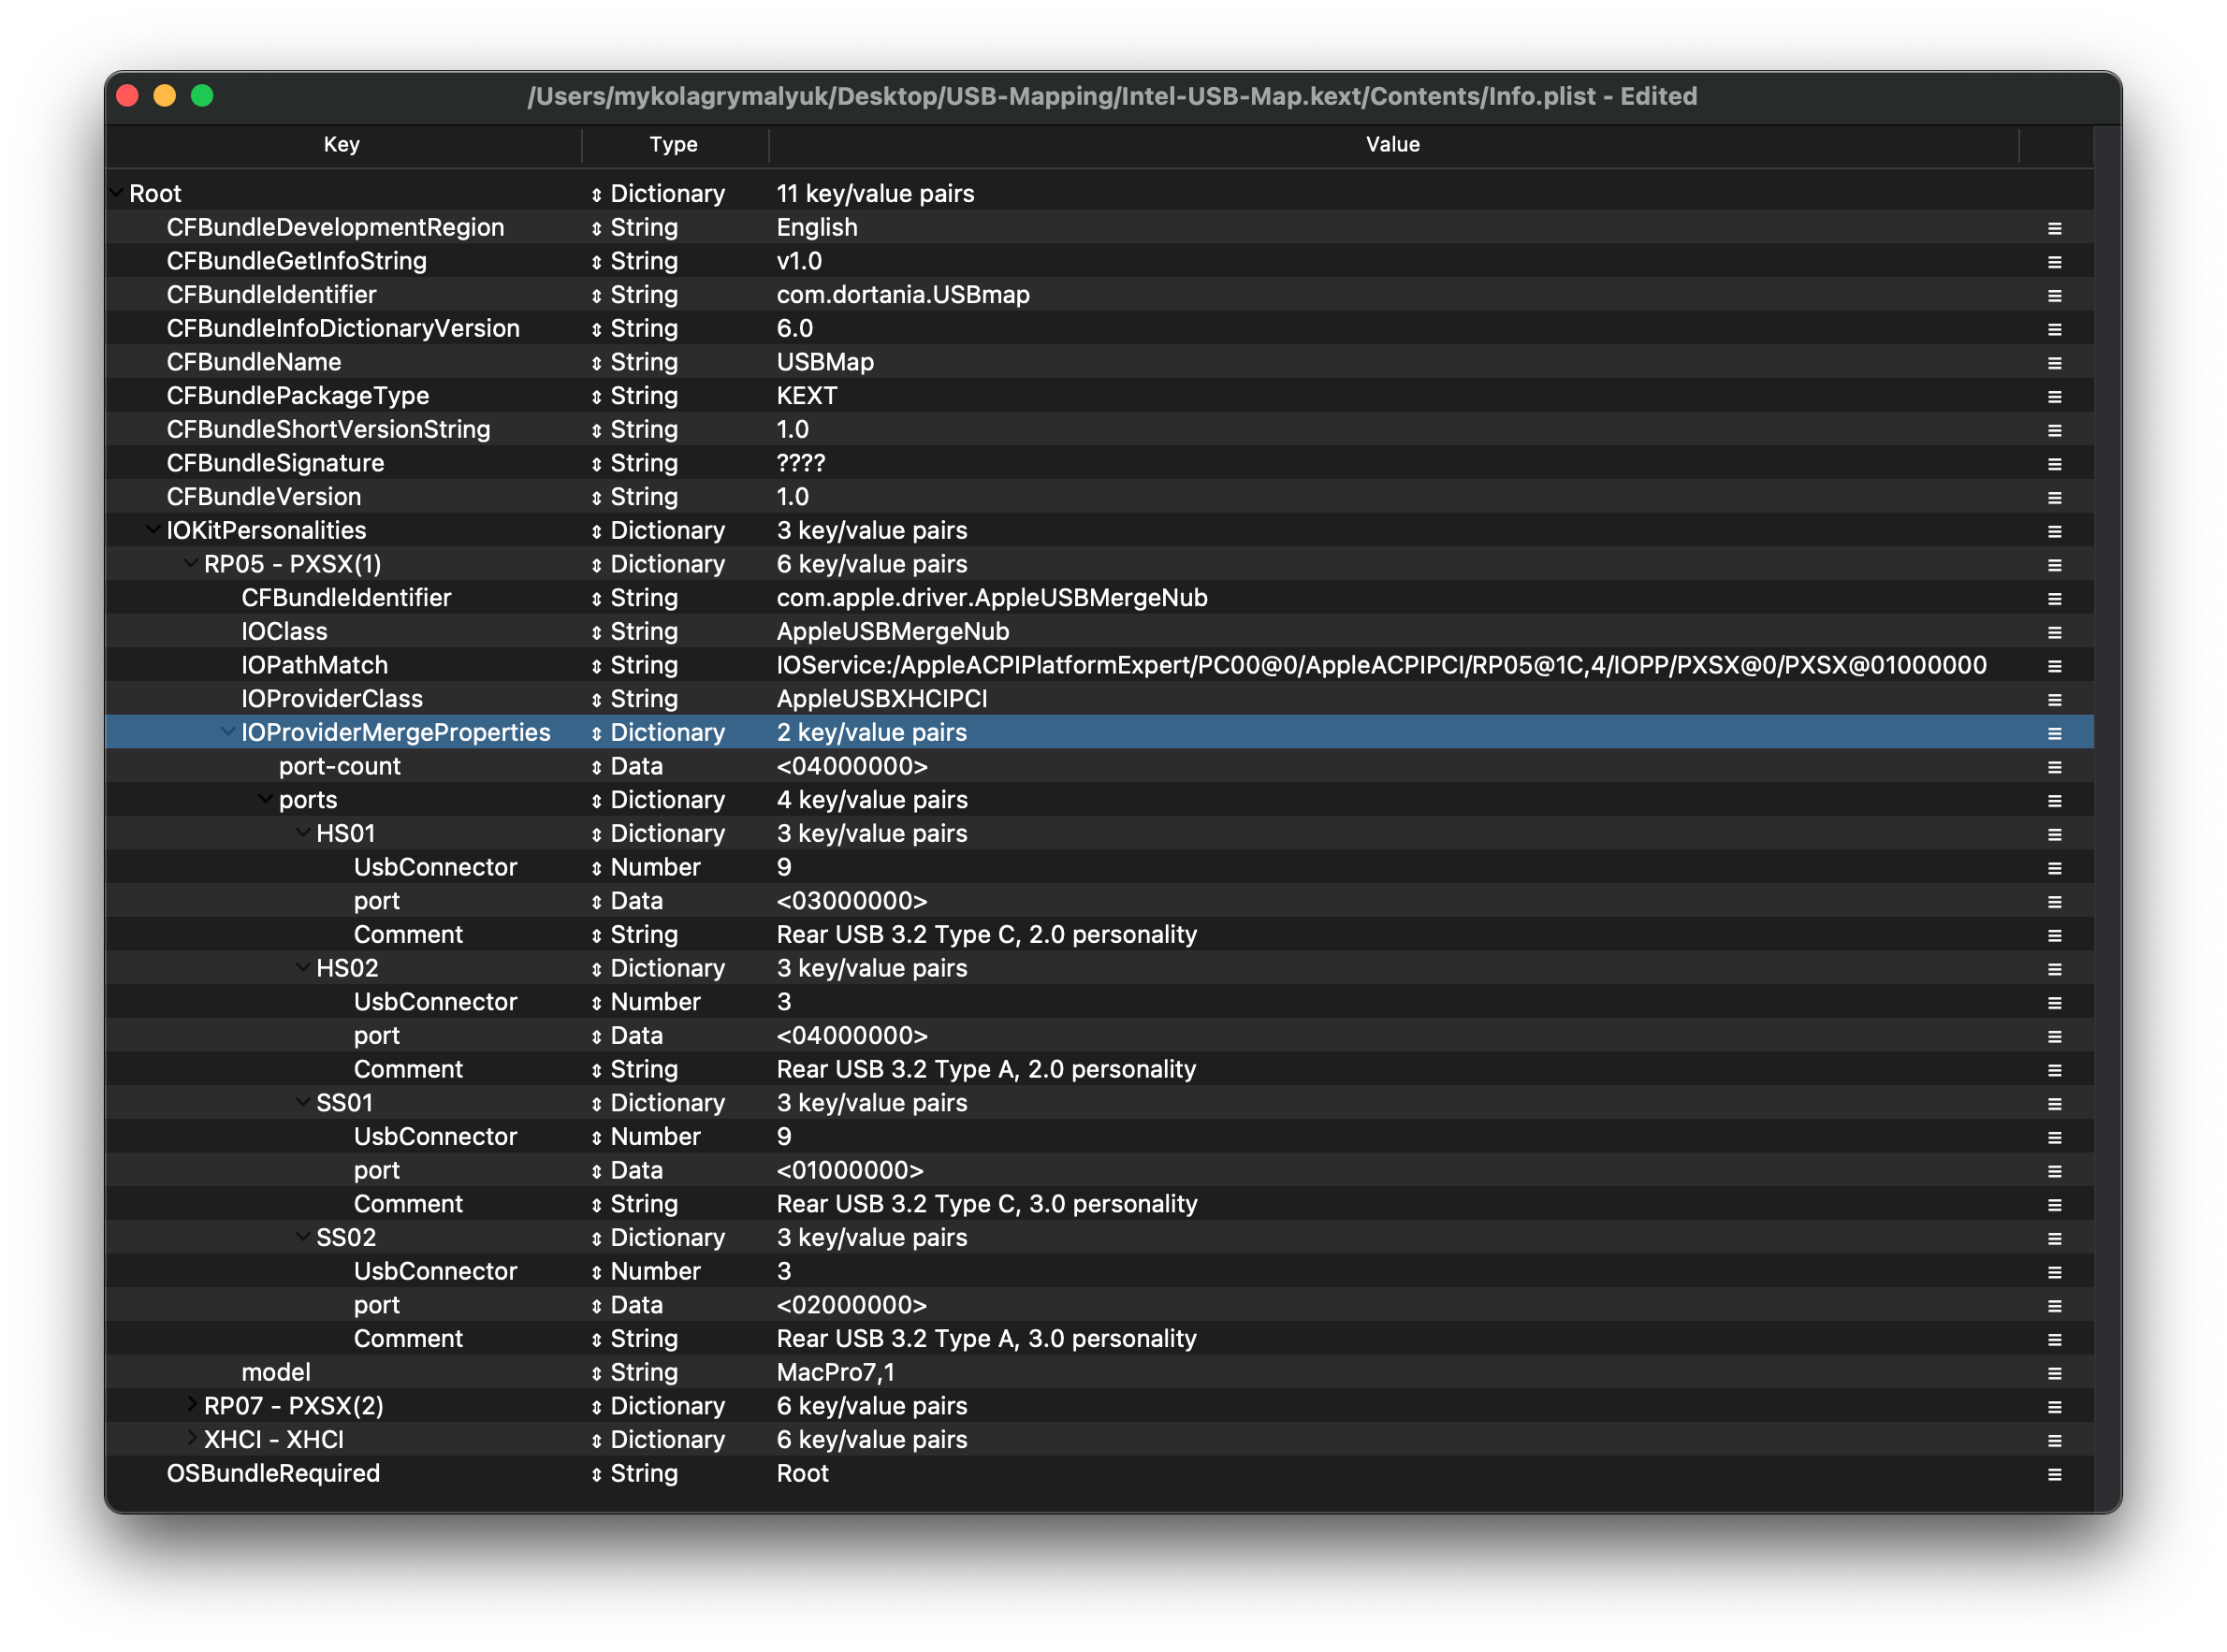 /Users/mykolagrymalyuk/Desktop/USB-Mapping/Intel-USB-Map.kext/Contents/Info.plist - Edited
Key Type Value
Root Dictionary 11 key/value pairs
CFBundleDevelopmentRegion String English
CFBundleGetInfoString String v1.0
CFBundleIdentifier String com.dortania.USBmap
CFBundleInfoDictionaryVersion String 6.0
CFBundleName String USBMap
CFBundlePackageType String KEXT
CFBundleShortVersionString String 1.0
CFBundleSignature String ????
CFBundleVersion String 1.0
IOKitPersonalities Dictionary 3 key/value pairs
RP05 - PXSX(1) Dictionary 6 key/value pairs
CFBundleIdentifier String com.apple.driver.AppleUSBMergeNub
IOClass String AppleUSBMergeNub
IOPathMatch String IOService:/AppleACPIPlatformExpert/PC00@0/AppleACPIPCI/RP05@1C,4/IOPP/PXSX@0/PXSX@01000000
IOProviderClass String AppleUSBXHCIPCI
IOProviderMergeProperties Dictionary 2 key/value pairs
port-count Data <04000000>
ports Dictionary 4 key/value pairs
HS01 Dictionary 3 key/value pairs
UsbConnector Number 9
port Data <03000000>
Comment String Rear USB 3.2 Type C, 2.0 personality
HS02 Dictionary 3 key/value pairs
UsbConnector Number 3
port Data <04000000>
Comment String Rear USB 3.2 Type A, 2.0 personality
SS01 Dictionary 3 key/value pairs
UsbConnector Number 9
port Data <01000000>
Comment String Rear USB 3.2 Type C, 3.0 personality
SS02 Dictionary 3 key/value pairs
UsbConnector Number 3
port Data <02000000>
Comment String Rear USB 3.2 Type A, 3.0 personality
model String MacPro7,1
RP07 - PXSX(2) Dictionary 6 key/value pairs
XHCI - XHCI Dictionary 6 key/value pairs
OSBundleRequired String Root